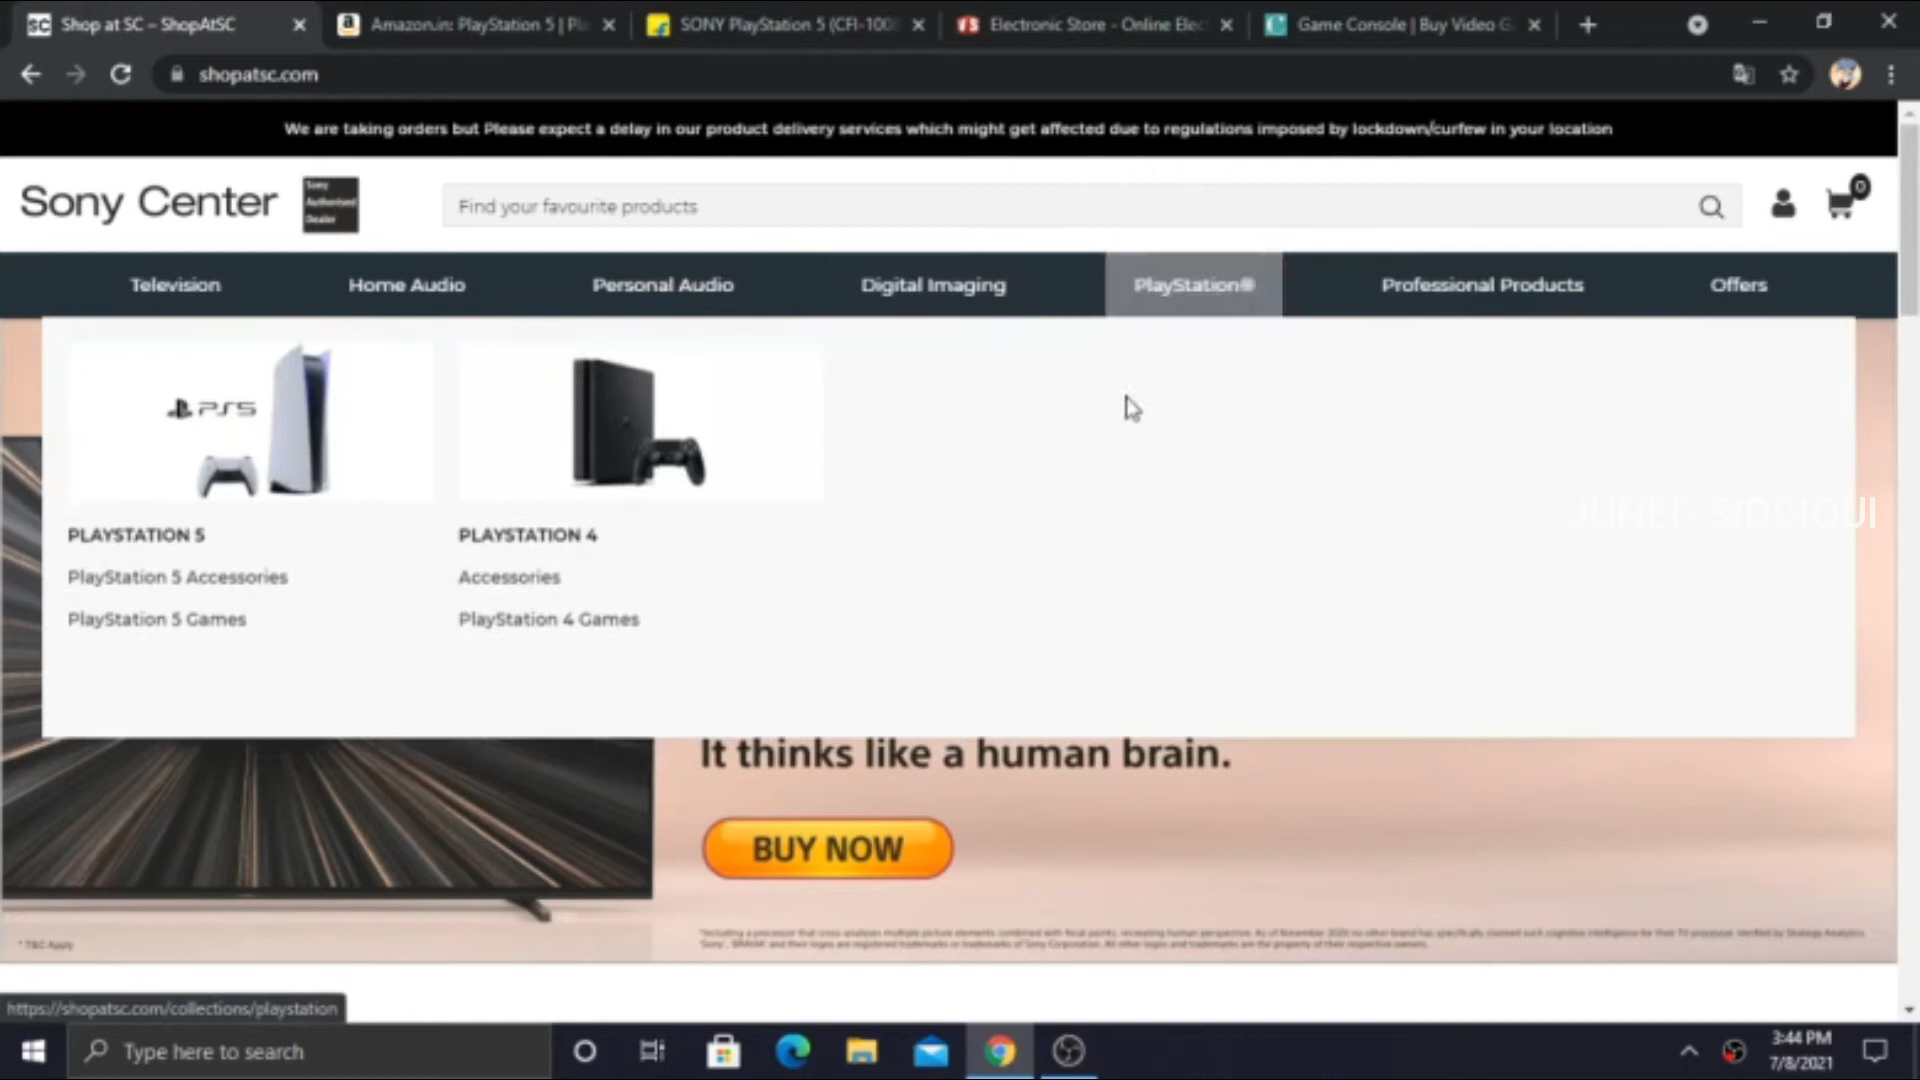 Shop at SC – ShopAtSC
Amazon.in: PlayStation 5 | Pl
SONY PlayStation 5 (CFI-1008
Electronic Store - Online Elec
Game Console | Buy Video G
shopatsc.com
We are taking orders but Please expect a delay in our product delivery services which might get affected due to regulations imposed by lockdown/curfew in your location
Sony Center
Sony
Authorised
Dealer
Find your favourite products
0
Television
Home Audio
Personal Audio
Digital Imaging
PlayStation®
Professional Products
Offers
PS5
PLAYSTATION 5
PLAYSTATION 4
PlayStation 5 Accessories
Accessories
PlayStation 5 Games
PlayStation 4 Games
It thinks like a human brain.
BUY NOW
* T&C Apply
https://shopatsc.com/collections/playstation
Type here to search
3:44 PM
7/8/2021